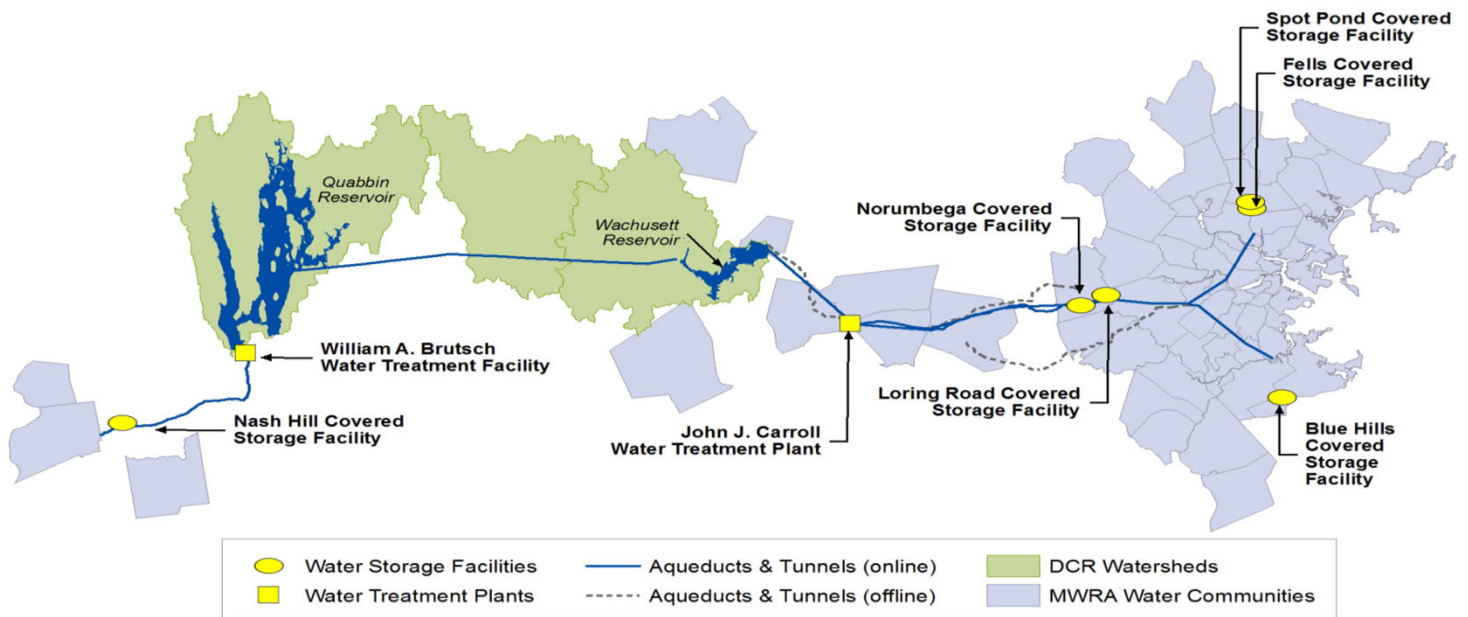 Spot Pond Covered
Storage Facility
Fells Covered
Storage Facility
Quabbin
Reservoir
Wachusett
Reservoir
Norumbega Covered
Storage Facility
William A. Brutsch
Water Treatment Facility
Nash Hill Covered
Storage Facility
John J. Carroll
Water Treatment Plant
Loring Road Covered
Storage Facility
Blue Hills
Covered
Storage
Facility
Water Storage Facilities
Aqueducts & Tunnels (online)
DCR Watersheds
Water Treatment Plants
Aqueducts & Tunnels (offline)
MWRA Water Communities